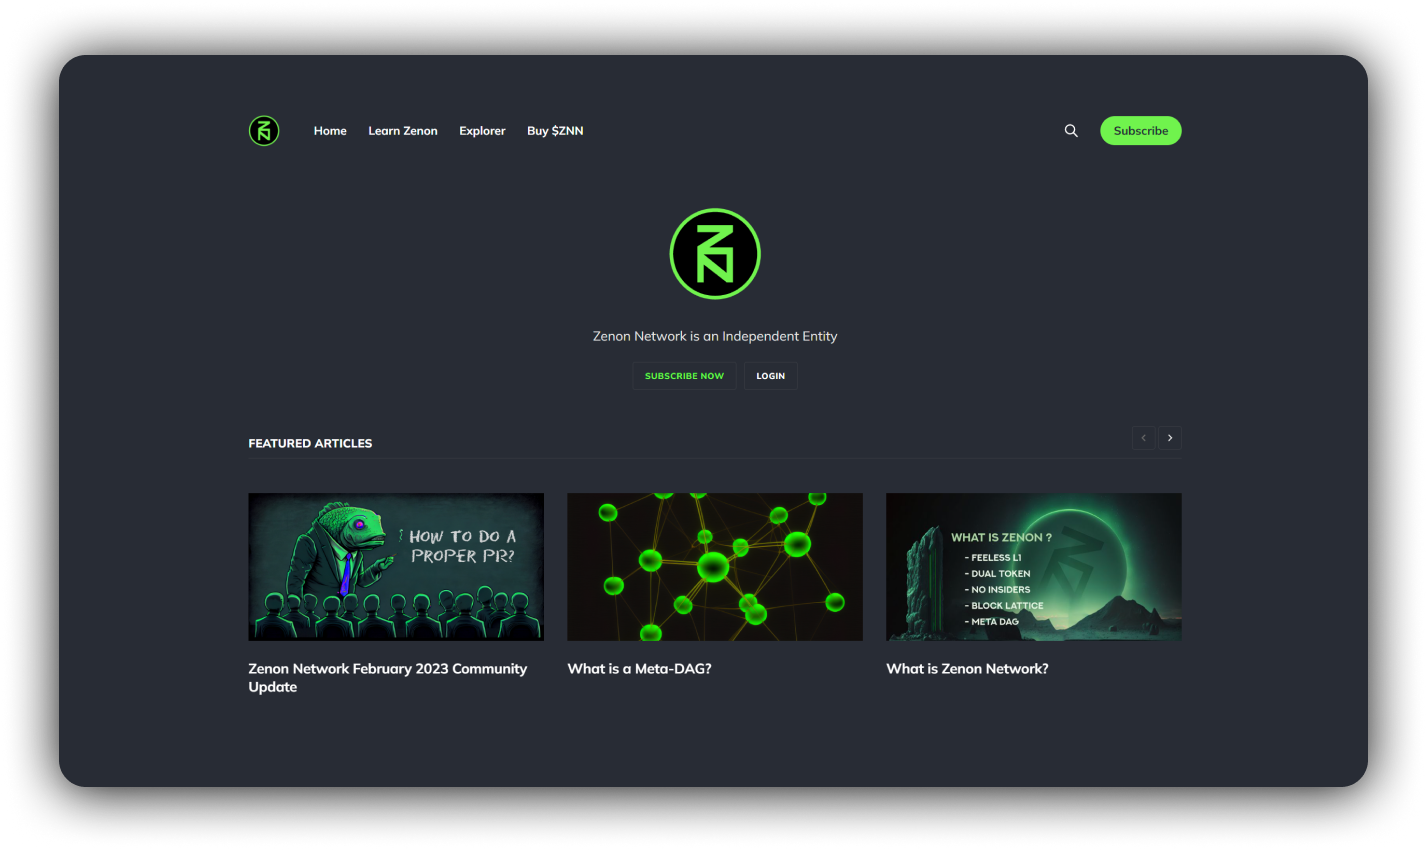 Home
Learn Zenon
Explorer
Buy $ZNN
Subscribe
Zenon Network is an Independent Entity
SUBSCRIBE NOW
LOGIN
FEATURED ARTICLES
HOW TO DO A
PROPER PR?
WHAT IS ZENON ?
- FEELESS L1
- DUAL TOKEN
- NO INSIDERS
- BLOCK LATTICE
- META DAG
Zenon Network February 2023 Community
Update
What is a Meta-DAG?
What is Zenon Network?